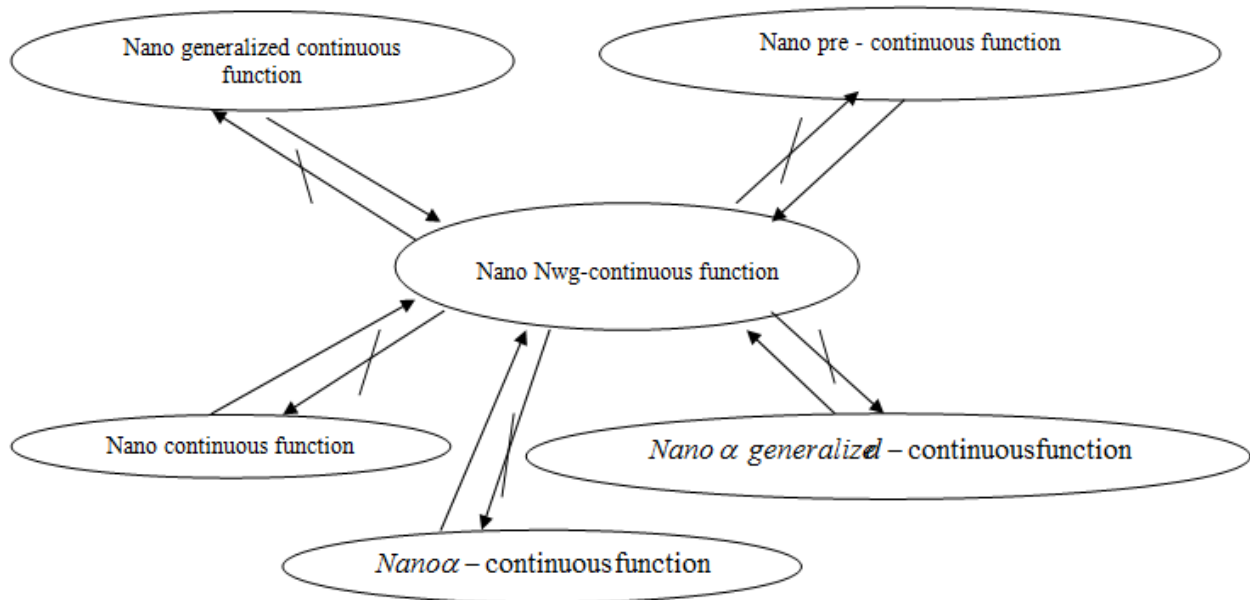 Nano generalized continuous
function
Nano pre - continuous function
Nano Nwg-continuous function
Nano continuous function
Nano α generalized – continuousfunction
Nanoα – continuousfunction